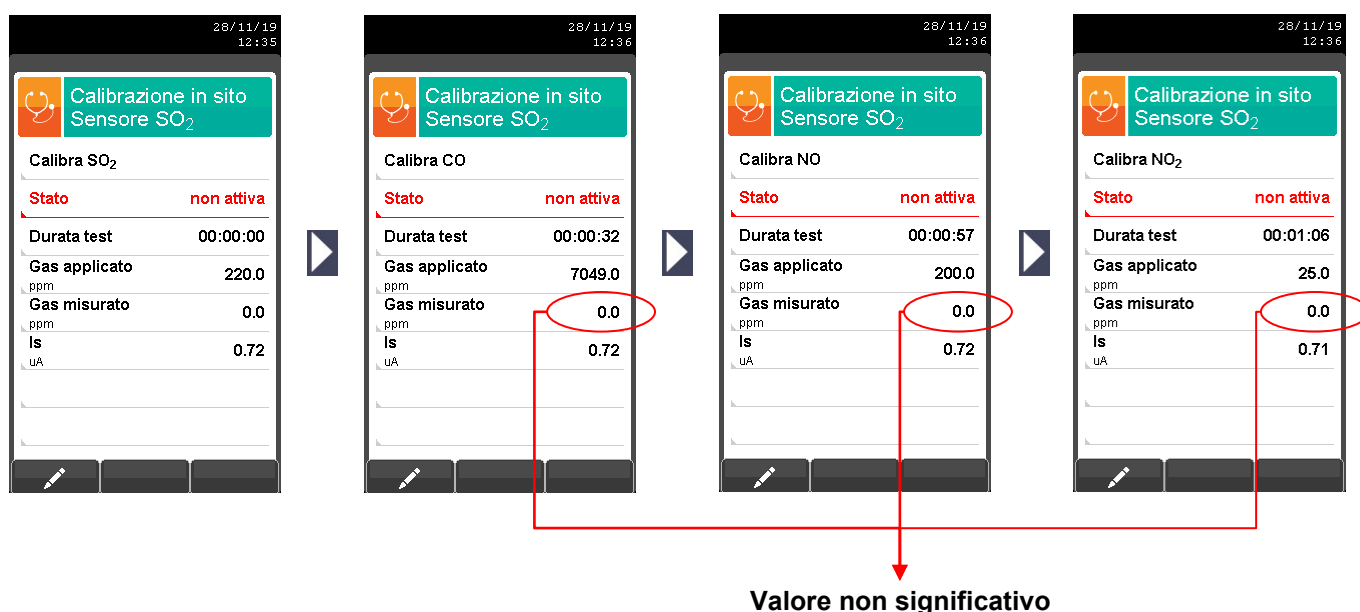 28/11/19
12:35
Calibrazione in sito
Sensore SO₂
Calibra SO₂
Stato non attiva
Durata test 00:00:00
Gas applicato 220.0
ppm
Gas misurato 0.0
ppm
Is 0.72
uA
28/11/19
12:36
Calibrazione in sito
Sensore SO₂
Calibra CO
Stato non attiva
Durata test 00:00:32
Gas applicato 7049.0
ppm
Gas misurato 0.0
ppm
Is 0.72
uA
28/11/19
12:36
Calibrazione in sito
Sensore SO₂
Calibra NO
Stato non attiva
Durata test 00:00:57
Gas applicato 200.0
ppm
Gas misurato 0.0
ppm
Is 0.72
uA
28/11/19
12:36
Calibrazione in sito
Sensore SO₂
Calibra NO₂
Stato non attiva
Durata test 00:01:06
Gas applicato 25.0
ppm
Gas misurato 0.0
ppm
Is 0.71
uA
Valore non significativo